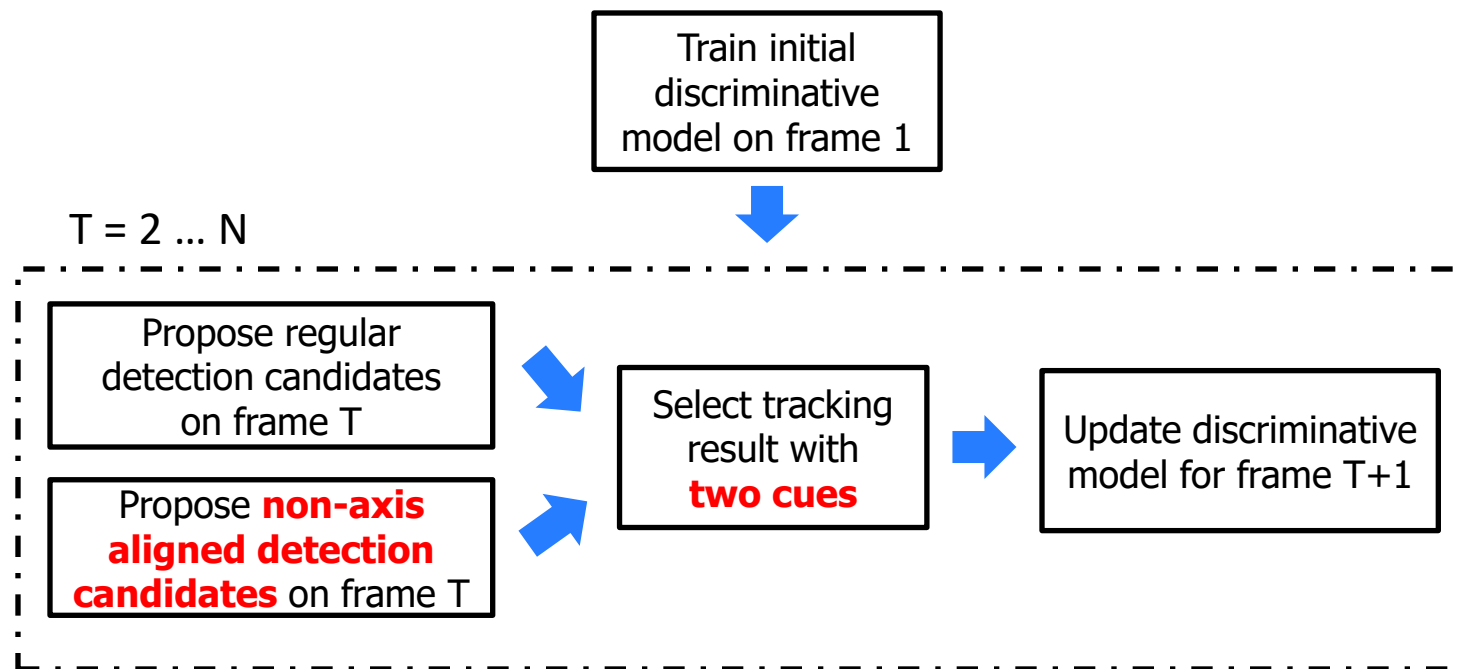 Train initial
discriminative
model on frame 1
T = 2 ... N
Propose regular
detection candidates
on frame T
Propose non-axis
aligned detection
candidates on frame T
Select tracking
result with
two cues
Update discriminative
model for frame T+1